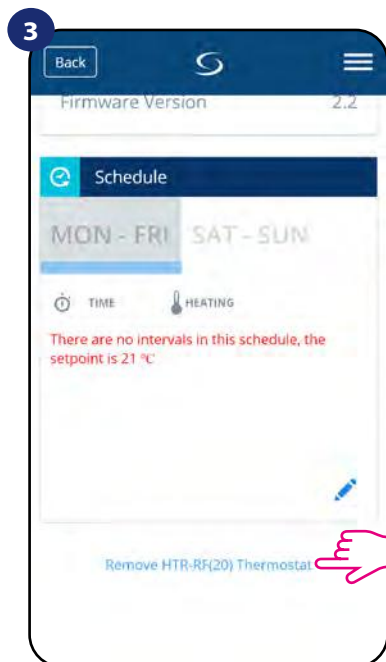 3
Back
Firmware Version 2.2
Schedule
MON - FRI SAT - SUN
TIME HEATING
There are no intervals in this schedule, the
setpoint is 21 °C
Remove HTR-RF(20) Thermostat